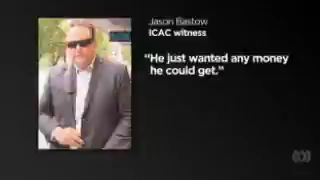 Jason Bastow
ICAC witness
“He just wanted any money
he could get.”